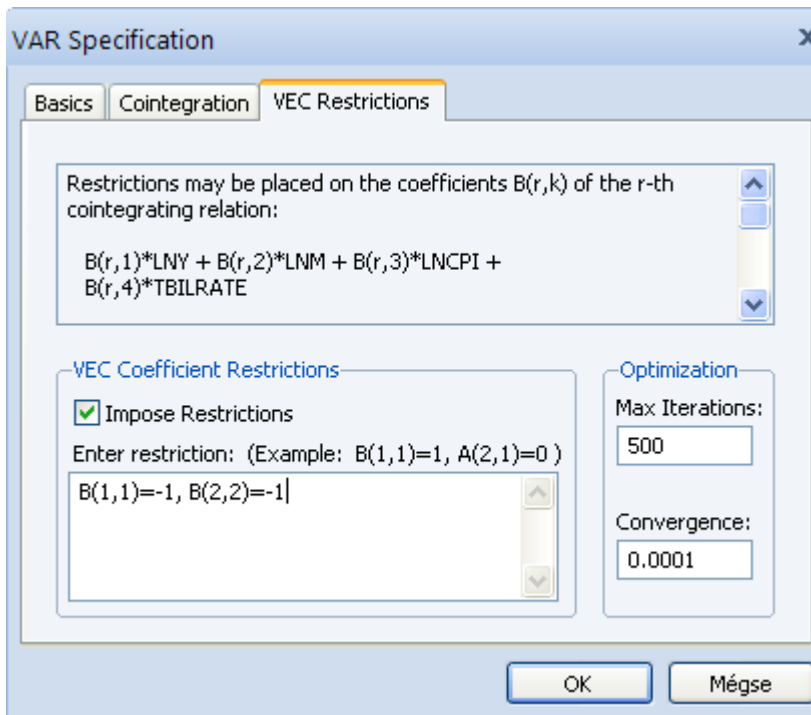 VAR Specification
x
Basics Cointegration VEC Restrictions
Restrictions may be placed on the coefficients B(r,k) of the r-th
cointegrating relation:
B(r,1)*LNY + B(r,2)*LNM + B(r,3)*LNCPI +
B(r,4)*TBILRATE
VEC Coefficient Restrictions
Impose Restrictions
Enter restriction: (Example: B(1,1)=1, A(2,1)=0 )
B(1,1)=-1, B(2,2)=-1
Optimization
Max Iterations:
500
Convergence:
0.0001
OK Mégse